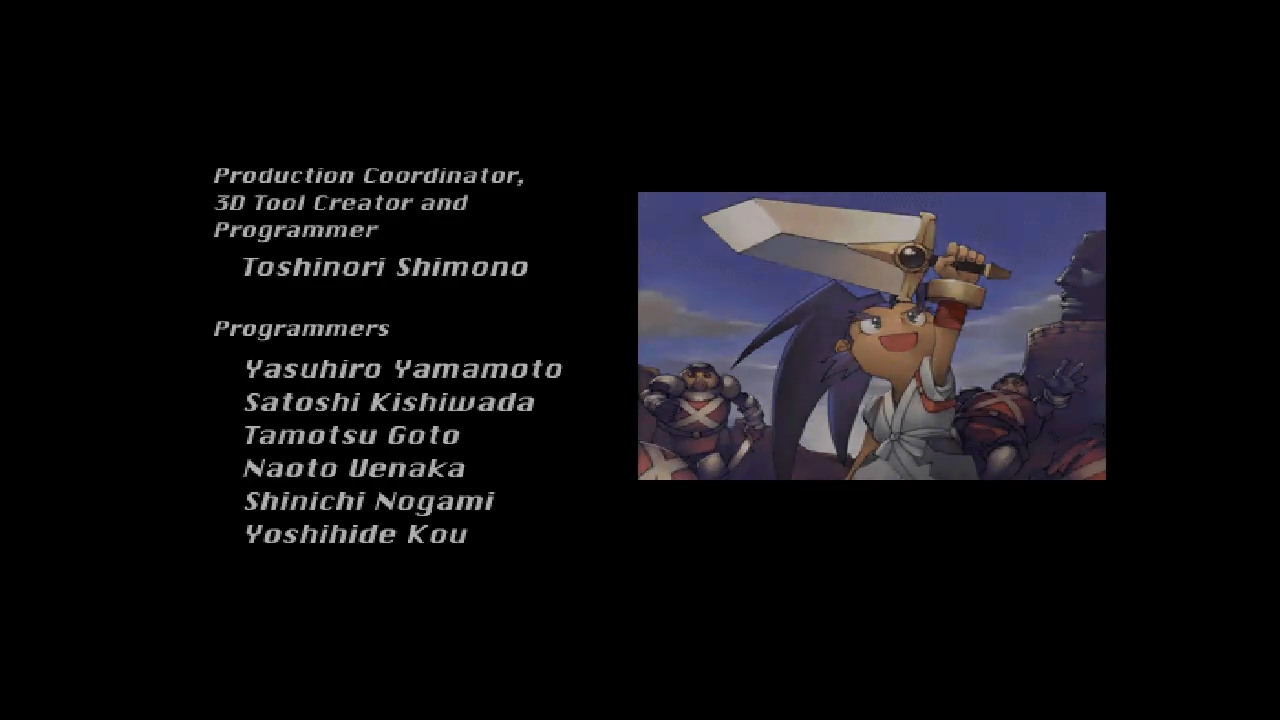 Production Coordinator,
3D Tool Creator and
Programmer
Toshinori Shimono
Programmers
Yasuhiro Yamamoto
Satoshi Kishiwada
Tamotsu Goto
Naoto Uenaka
Shinichi Nogami
Yoshihide Kou